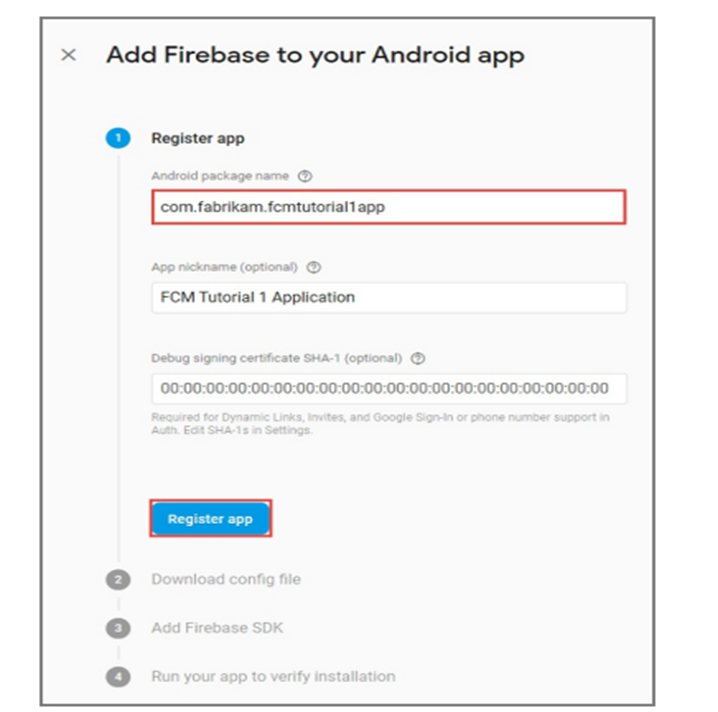 Add Firebase to your Android app
1
Register app
Android package name
com.fabrikam.fcmtutorial1app
App nickname (optional)
FCM Tutorial 1 Application
Debug signing certificate SHA-1 (optional)
00:00:00:00:00:00:00:00:00:00:00:00:00:00:00:00:00:00:00:00
Required for Dynamic Links, Invites, and Google Sign-In or phone number support in
Auth. Edit SHA-1s in Settings.
Register app
2
Download config file
3
Add Firebase SDK
4
Run your app to verify installation